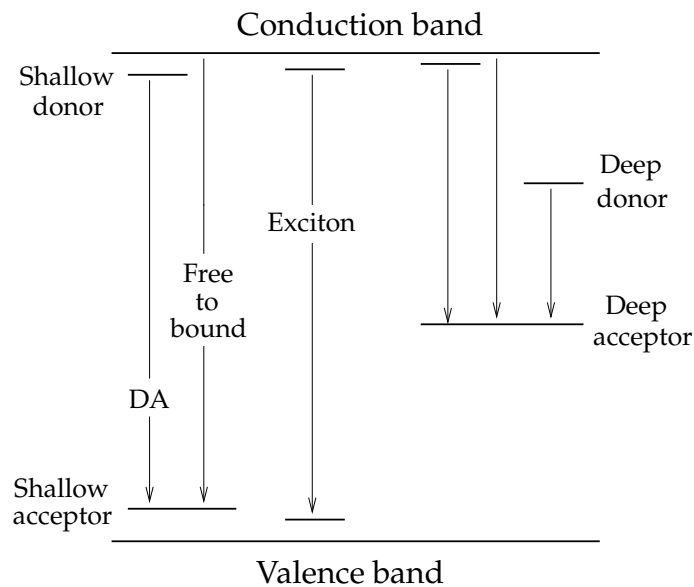 Conduction band
Shallow
donor
Deep
donor
Exciton
Free
to
bound
Deep
acceptor
DA
Shallow
acceptor
Valence band